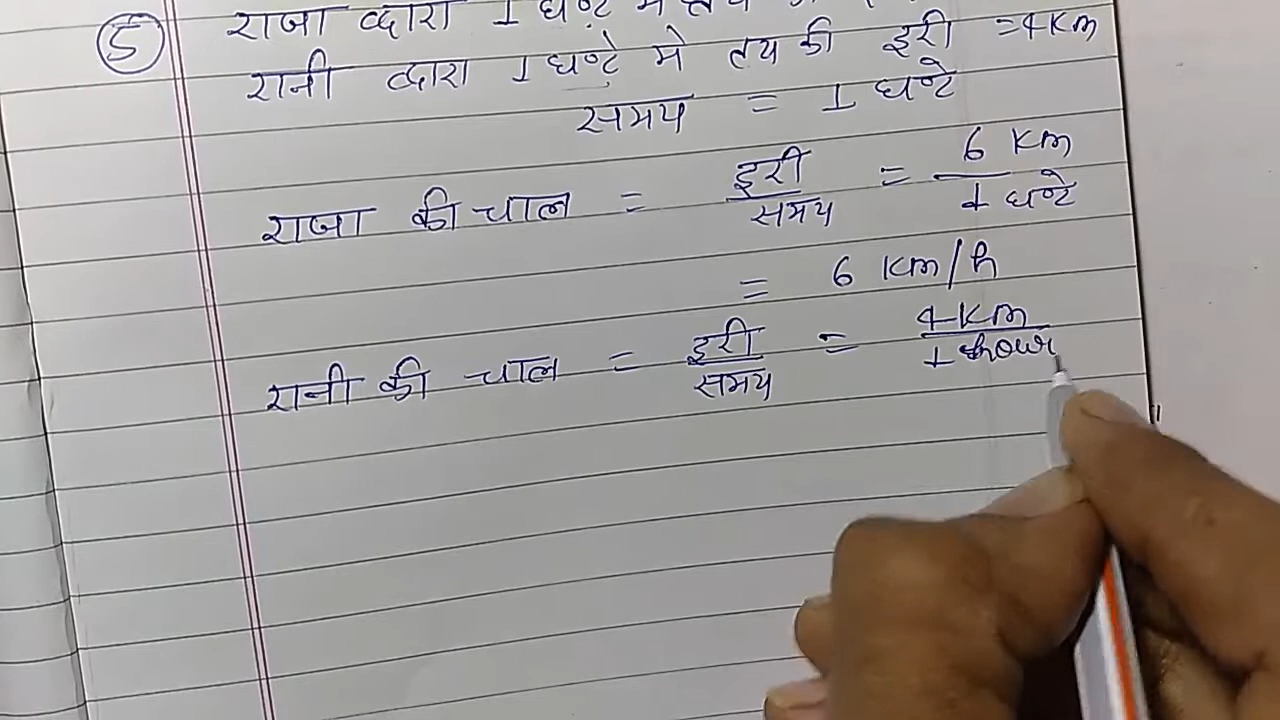 5 राजा द्वारा 1 घण्टे में तय
रानी द्वारा 1 घण्टे मे तय की दूरी = 4 Km
समय = 1 घण्टे
राजा की चाल = दूरी / समय = 6 Km / 1 घण्टे
= 6 Km/h
रानी की चाल = दूरी / समय = 4 Km / 1 hour